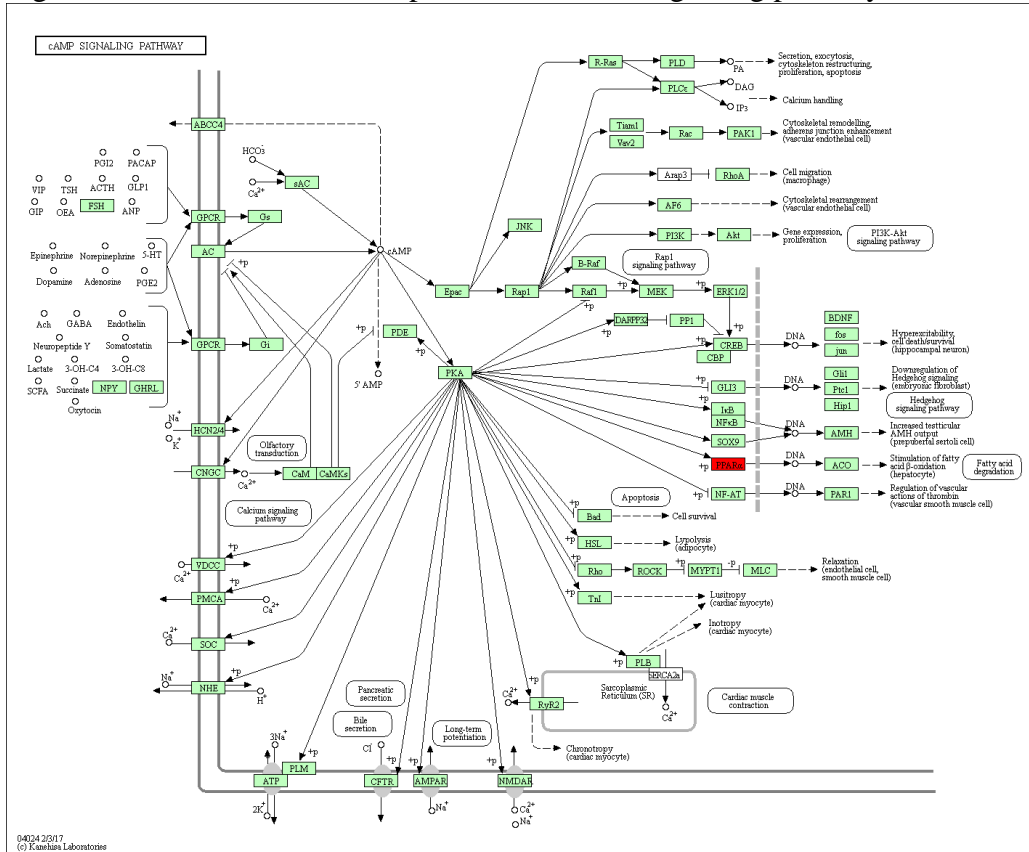 cAMP SIGNALING PATHWAY
R-Ras
PLD
PA
Secretion, exocytosis,
cytoskeleton restructuring,
proliferation, apoptosis
PLCε
DAG
IP3
Calcium handling
ABCC4
Tiam1
Vav2
Rac
PAK1
Cytoskeletal remodelling,
adherens junction enhancement
(vascular endothelial cell)
HCO3-
Ca2+
sAC
PGI2
PACAP
VIP
TSH
ACTH
GLP1
GIP
OEA
FSH
ANP
Arap3
RhoA
Cell migration
(macrophage)
AF6
Cytoskeletal rearrangement
(vascular endothelial cell)
GPCR
Gs
JNK
PI3K
Akt
Gene expression,
proliferation
PI3K-Akt
signaling pathway
AC
+p
cAMP
Epinephrine
Norepinephrine
5-HT
Dopamine
Adenosine
PGE2
B-Raf
Rap1
signaling pathway
Epac
Rap1
Raf1
+p
MEK
+p
ERK1/2
+p
+p
DARPP32
PP1
+p
CREB
CBP
DNA
BDNF
fos
jun
Hyperexcitability,
cell death/survival
(hippocampal neuron)
Ach
GABA
Endothelin
Neuropeptide Y
Somatostatin
Lactate
3-OH-C4
3-OH-C8
SCFA
Succinate
NPY
GHRL
Oxytocin
GPCR
Gi
+p
PDE
+p
5' AMP
PKA
+p
GLI3
DNA
Gli1
Ptc1
Hip1
Downregulation of
Hedgehog signaling
(embryonic fibroblast)
Hedgehog
signaling pathway
IκB
NFκB
SOX9
DNA
AMH
Increased testticular
AMH output
(prepuberfal sertoli cell)
Na+
K+
HCN2/4
Olfactory
transduction
CNGC
Ca2+
CaM
CaMKs
+p
PPARα
DNA
ACO
Stimulation of fatty
acid β-oxidation
(hepatocyte)
Fatty acid
degradation
+p
NF-AT
DNA
PAR1
Regulation of vascular
actions of thrombin
(vascular smooth muscle cell)
Calcium signaling
pathway
Apoptosis
+p
Bad
Cell survival
+p
HSL
Lypolysis
(adipocyte)
VDCC
+p
Ca2+
+p
Rho
ROCK
+p
MYPT1
-p
MLC
Relaxation
(endothelial cell,
smooth muscle cell)
PMCA
+p
Ca2+
+p
TnI
Lusitropy
(cardiac myocyte)
Inotropy
(cardiac myocyte)
Ca2+
SOC
+p
PLB
SERCA2a
Na+
NHE
+p
H+
Pancreatic
secretion
Bile
secretion
Long-term
potentiation
Ca2+
+p
RyR2
Sarcoplasmic
Reticulum (SR)
Ca2+
Cardiac muscle
contraction
Chronotropy
(cardiac myocyte)
3Na+
+p
PLM
ATP
2K+
Cl-
+p
CFTR
+p
AMPAR
Na+
+p
NMDAR
Ca2+
Na+
04024 2/3/17
(c) Kanehisa Laboratories